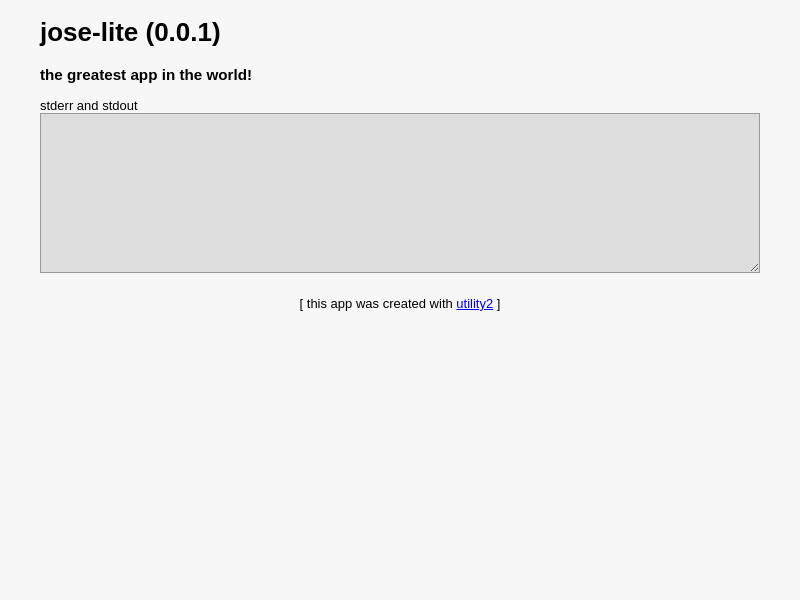 jose-lite (0.0.1)
the greatest app in the world!
stderr and stdout
[ this app was created with utility2 ]